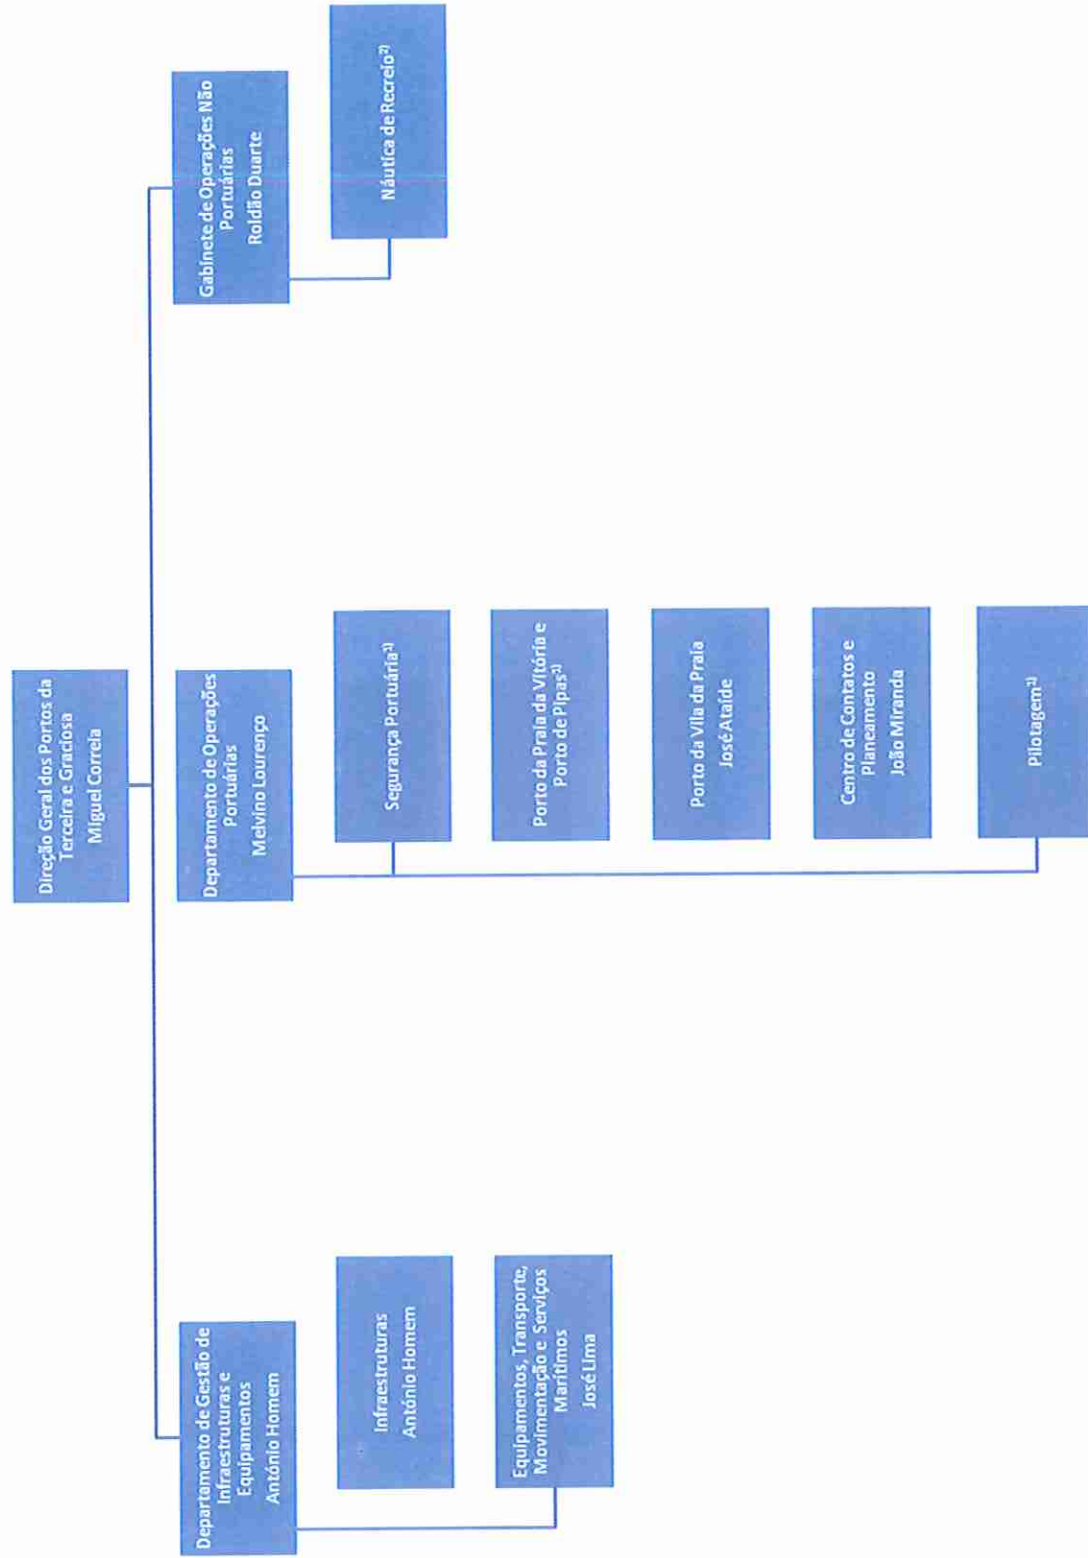 Direção Geral dos Portos da
Terceira e Graciosa
Miguel Correia
Departamento de Gestão de
Infraestruturas e
Equipamentos
António Homem
Infraestruturas
António Homem
Equipamentos, Transporte,
Movimentação e Serviços
Marítimos
José Lima
Departamento de Operações
Portuárias
Melvino Lourenço
Segurança Portuária¹⁾
Porto da Praia da Vitória e
Porto de Pipas¹⁾
Porto da Vila da Praia
José Ataíde
Centro de Contatos e
Planeamento
João Miranda
Pilotagem¹⁾
Gabinete de Operações Não
Portuárias
Roldão Duarte
Náutica de Recreio²⁾